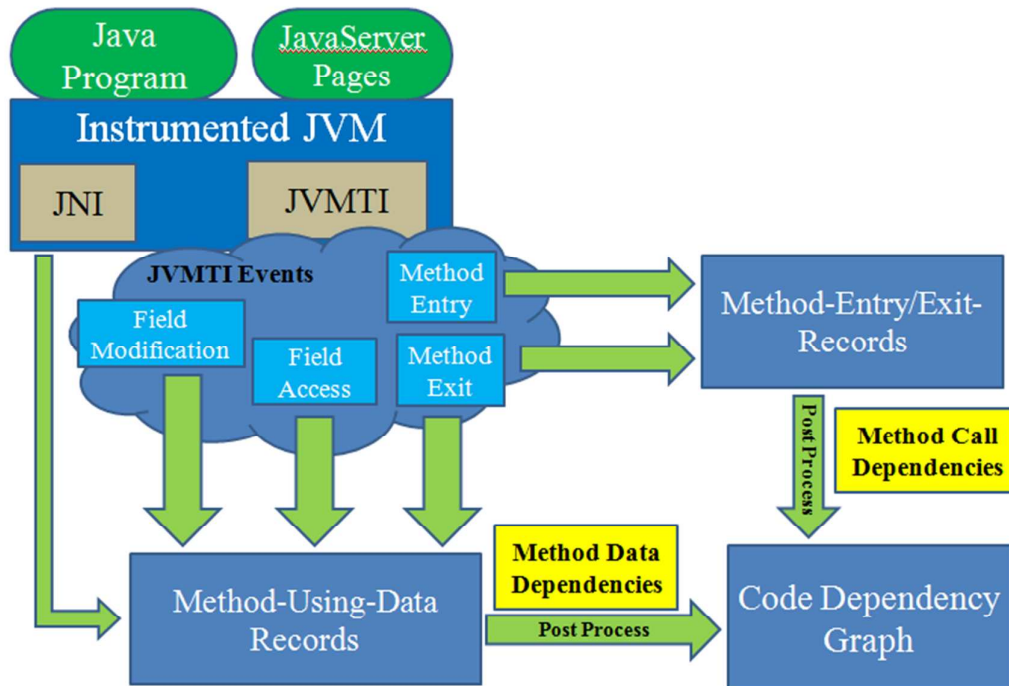 Java
Program
JavaServer
Pages
Instrumented JVM
JNI
JVMTI
JVMTI Events
Method
Entry
Field
Modification
Field
Access
Method
Exit
Method-Entry/Exit-
Records
Post Process
Method Call
Dependencies
Method-Using-Data
Records
Method Data
Dependencies
Post Process
Code Dependency
Graph